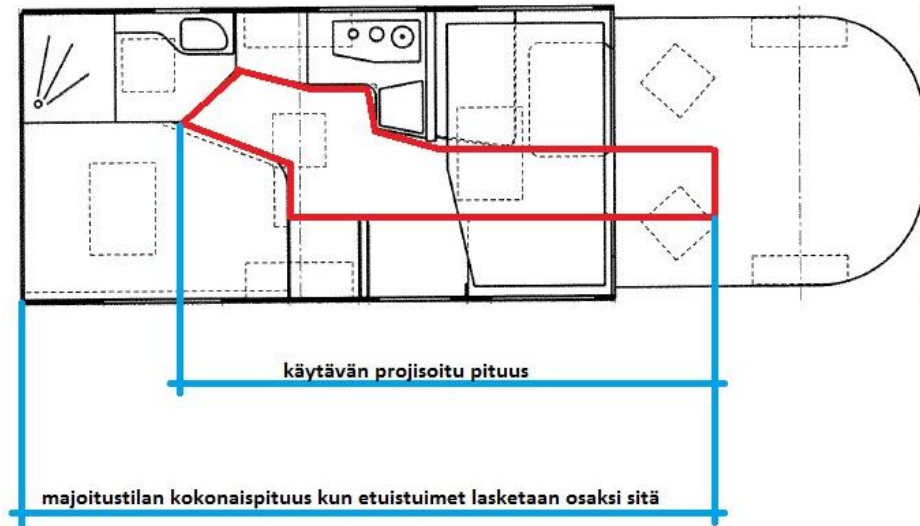 käytävän projisoitu pituus
majoitustilan kokonaispituus kun etuistuimet lasketaan osaksi sitä